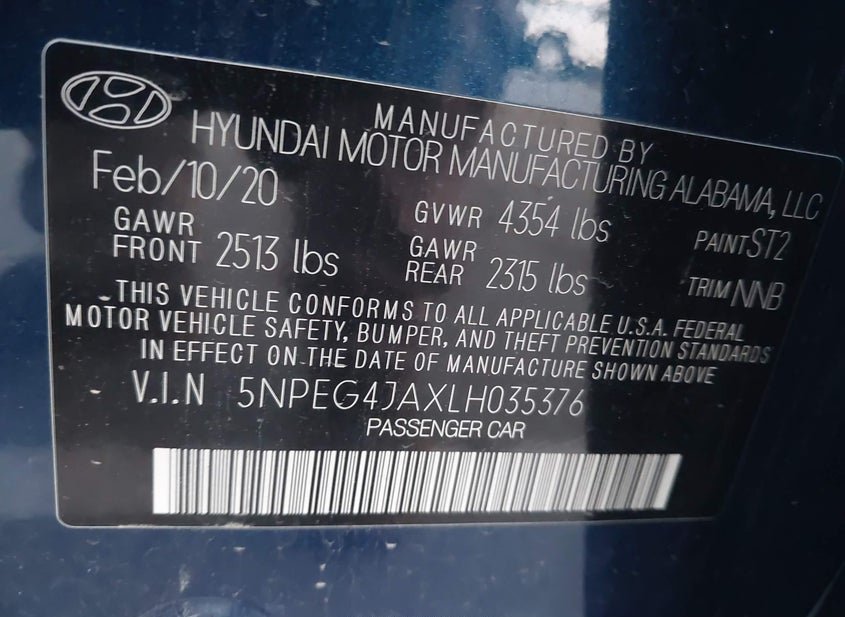 MANUFACTURED BY
HYUNDAI MOTOR MANUFACTURING ALABAMA, LLC
Feb/10/20
GVWR 4354 lbs
PAINT ST2
GAWR FRONT 2513 lbs
GAWR REAR 2315 lbs
TRIM NNB
THIS VEHICLE CONFORMS TO ALL APPLICABLE U.S.A. FEDERAL
MOTOR VEHICLE SAFETY, BUMPER, AND THEFT PREVENTION STANDARDS
IN EFFECT ON THE DATE OF MANUFACTURE SHOWN ABOVE
V.I.N 5NPEG4JAXLH035376
PASSENGER CAR